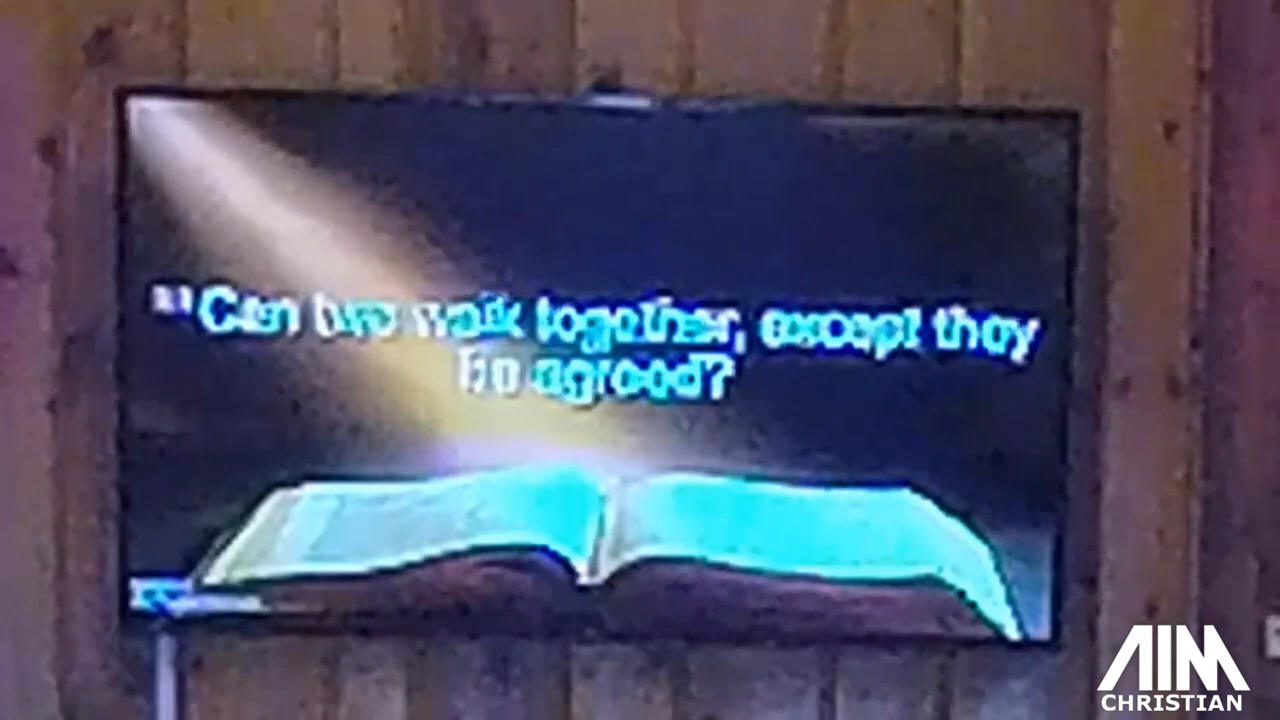 "Can two walk together, except they
be agreed?
AIM
CHRISTIAN